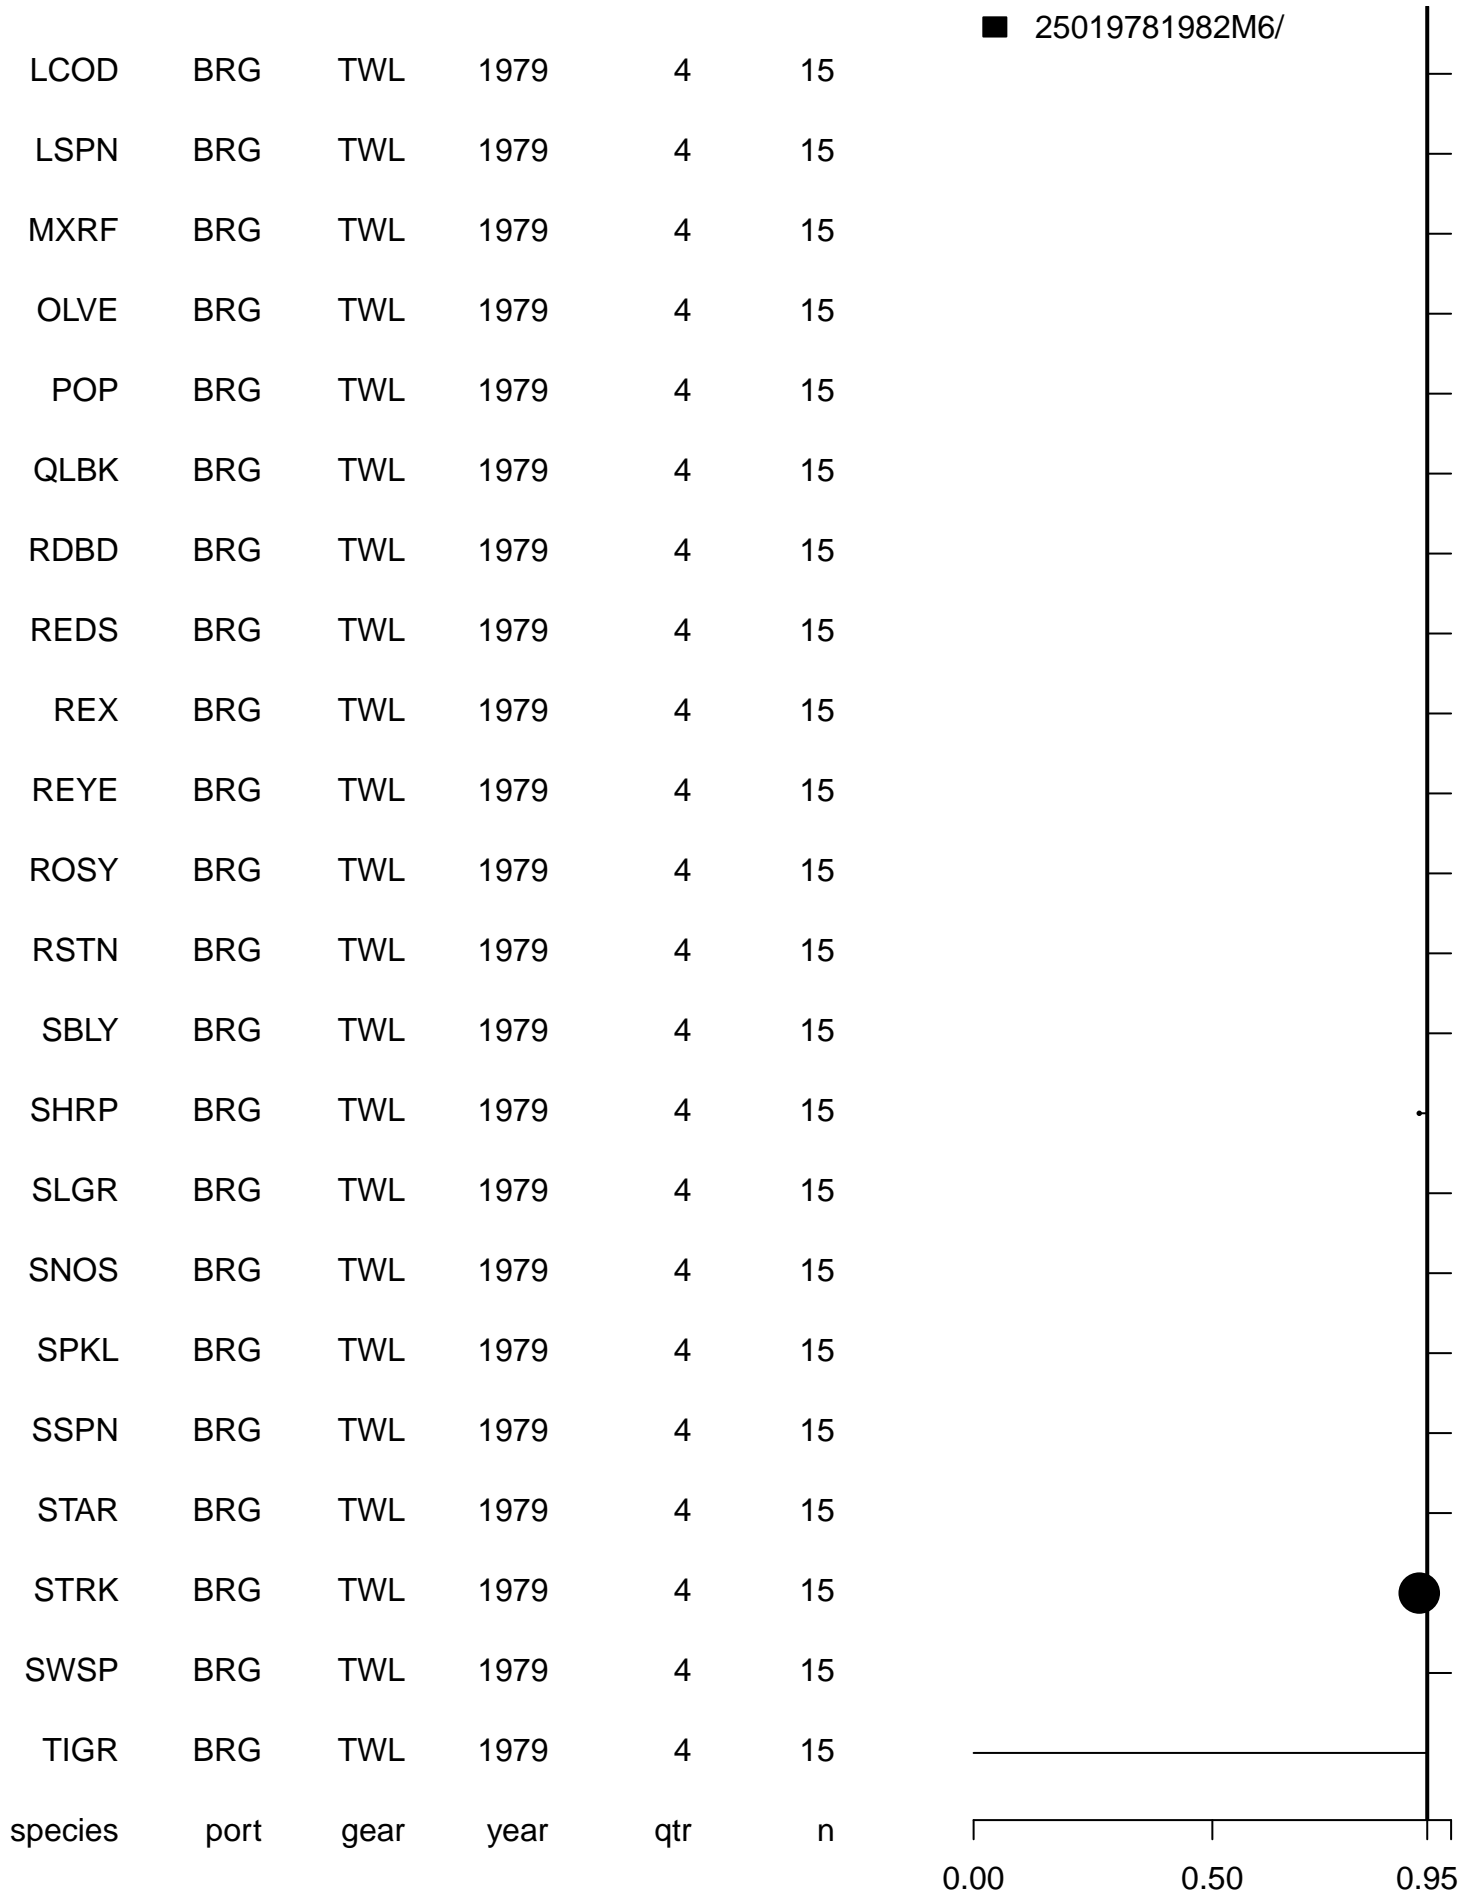 25019781982M6/
LCOD BRG TWL 1979 4 15
LSPN BRG TWL 1979 4 15
MXRF BRG TWL 1979 4 15
OLVE BRG TWL 1979 4 15
POP BRG TWL 1979 4 15
QLBK BRG TWL 1979 4 15
RDBD BRG TWL 1979 4 15
REDS BRG TWL 1979 4 15
REX BRG TWL 1979 4 15
REYE BRG TWL 1979 4 15
ROSY BRG TWL 1979 4 15
RSTN BRG TWL 1979 4 15
SBLY BRG TWL 1979 4 15
SHRP BRG TWL 1979 4 15
SLGR BRG TWL 1979 4 15
SNOS BRG TWL 1979 4 15
SPKL BRG TWL 1979 4 15
SSPN BRG TWL 1979 4 15
STAR BRG TWL 1979 4 15
STRK BRG TWL 1979 4 15
SWSP BRG TWL 1979 4 15
TIGR BRG TWL 1979 4 15
species port gear year qtr n
0.00 0.50 0.95